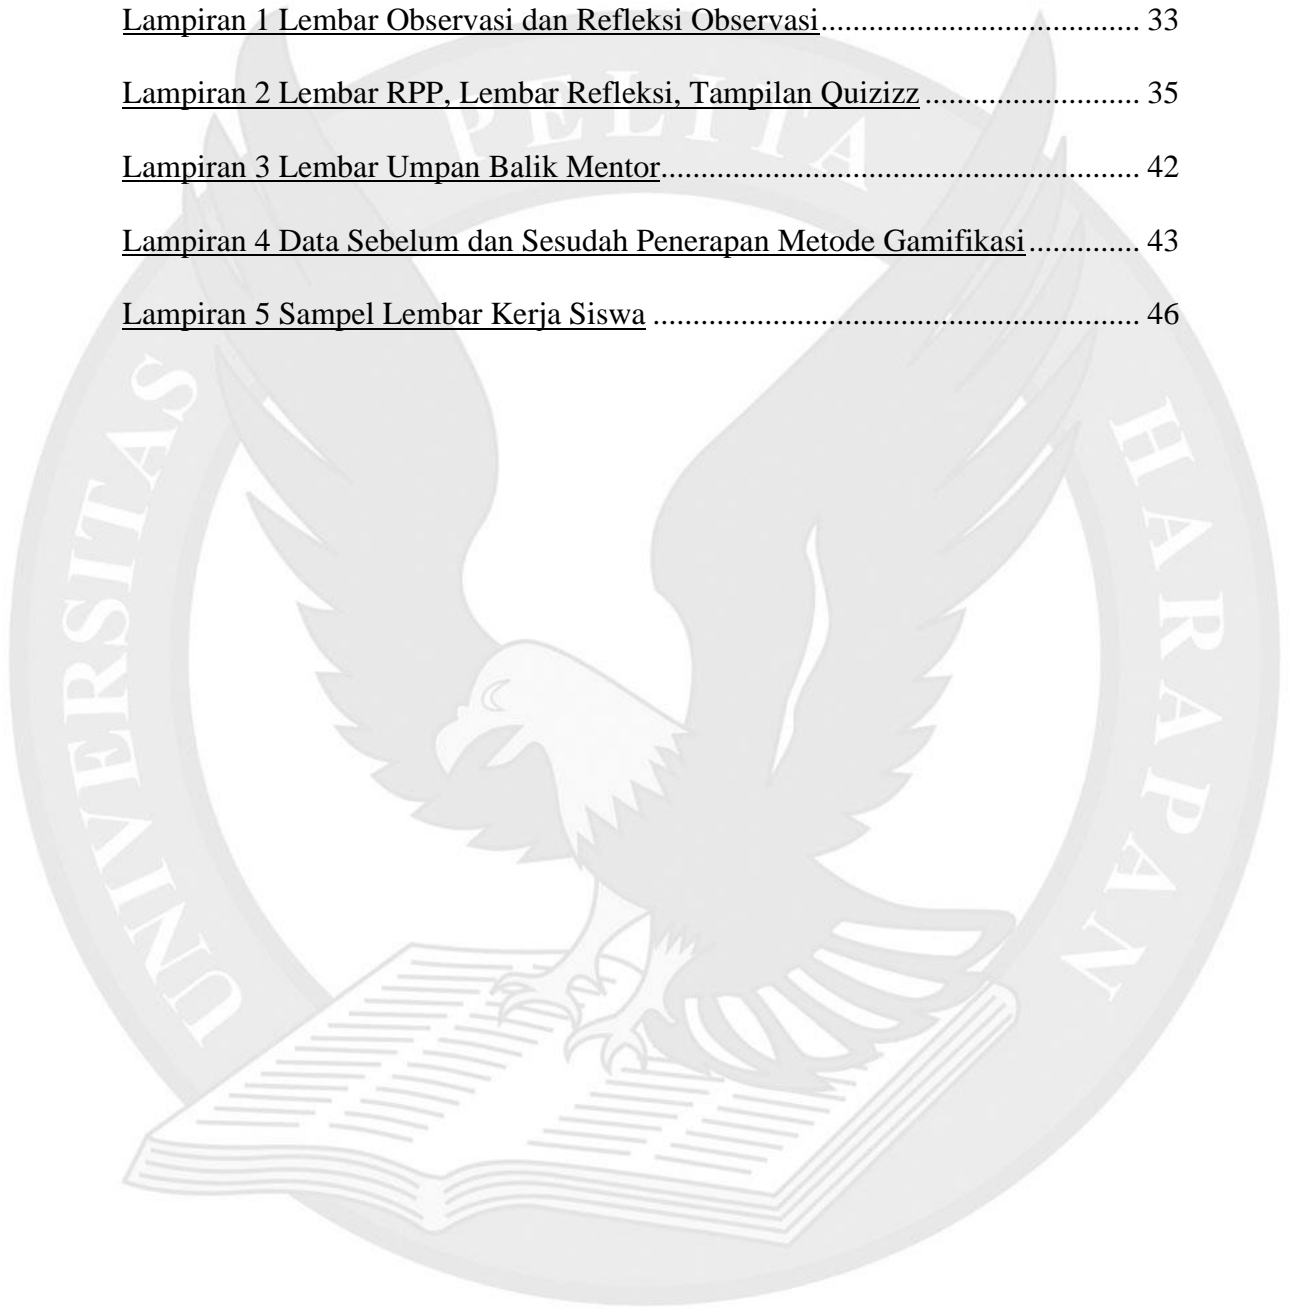 Lampiran 1 Lembar Observasi dan Refleksi Observasi........................................ 33
Lampiran 2 Lembar RPP, Lembar Refleksi, Tampilan Quizizz........................... 35
Lampiran 3 Lembar Umpan Balik Mentor............................................................ 42
Lampiran 4 Data Sebelum dan Sesudah Penerapan Metode Gamifikasi.............. 43
Lampiran 5 Sampel Lembar Kerja Siswa.............................................................. 46
UNIVERSITAS PELITA HARAPAN